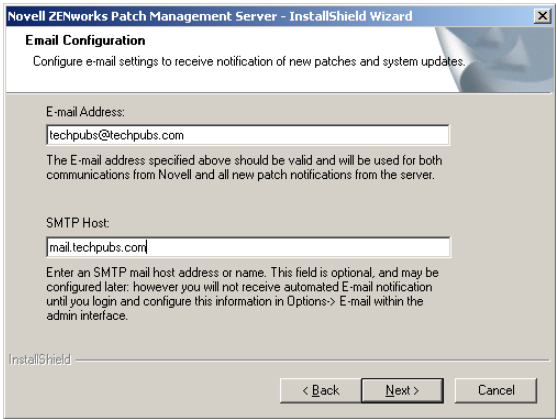 Novell ZENworks Patch Management Server - InstallShield Wizard
Email Configuration
Configure e-mail settings to receive notification of new patches and system updates.
E-mail Address:
techpubs@techpubs.com
The E-mail address specified above should be valid and will be used for both
communications from Novell and all new patch notifications from the server.
SMTP Host:
mail.techpubs.com
Enter an SMTP mail host address or name. This field is optional, and may be
configured later: however you will not receive automated E-mail notification
until you login and configure this information in Options-> E-mail within the
admin interface.
InstallShield
< Back Next > Cancel